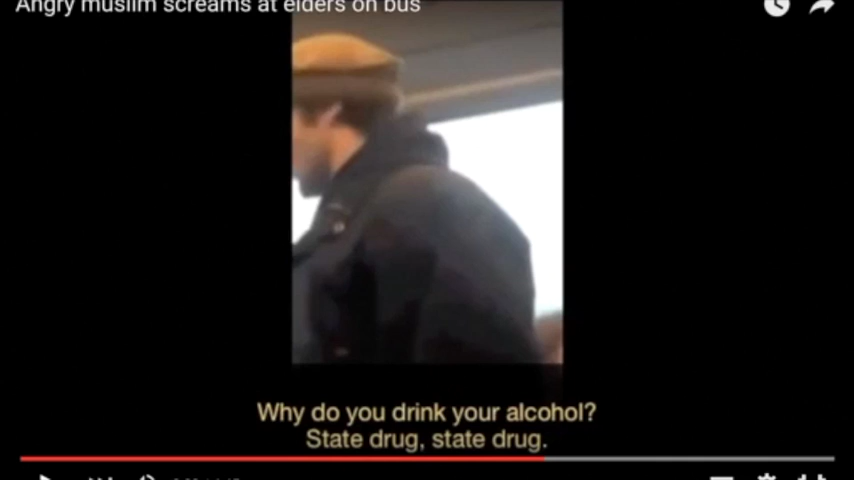 Angry muslim screams at elders on bus
Why do you drink your alcohol?
State drug, state drug.